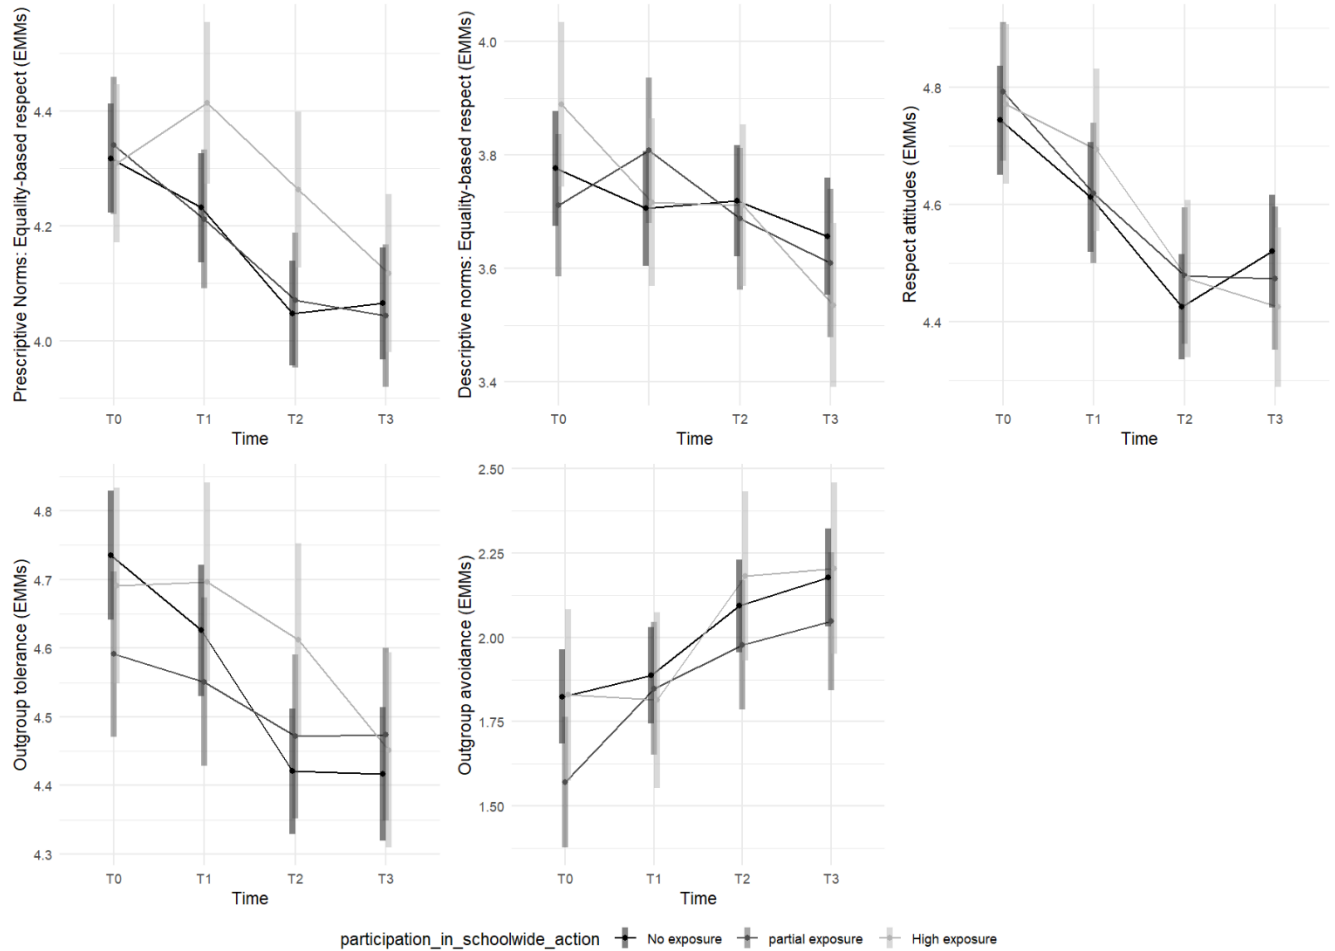 Prescriptive Norms: Equality-based respect (EMMs)
4.4
4.2
4.0
T0 T1 T2 T3
Time
Descriptive norms: Equality-based respect (EMMs)
4.0
3.8
3.6
3.4
T0 T1 T2 T3
Time
Respect attitudes (EMMs)
4.8
4.6
4.4
T0 T1 T2 T3
Time
Outgroup tolerance (EMMs)
4.8
4.7
4.6
4.5
4.4
4.3
T0 T1 T2 T3
Time
Outgroup avoidance (EMMs)
2.50
2.25
2.00
1.75
1.50
T0 T1 T2 T3
Time
participation_in_schoolwide_action No exposure partial exposure High exposure